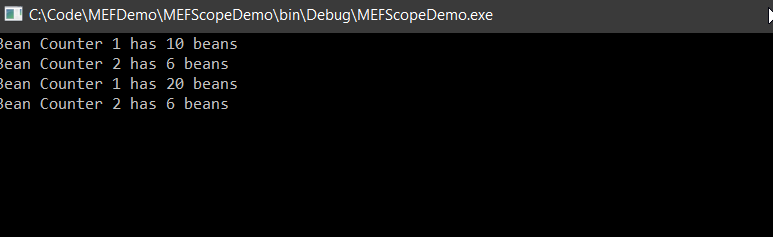 C:\Code\MEFDemo\MEFScopeDemo\bin\Debug\MEFScopeDemo.exe
Bean Counter 1 has 10 beans
Bean Counter 2 has 6 beans
Bean Counter 1 has 20 beans
Bean Counter 2 has 6 beans